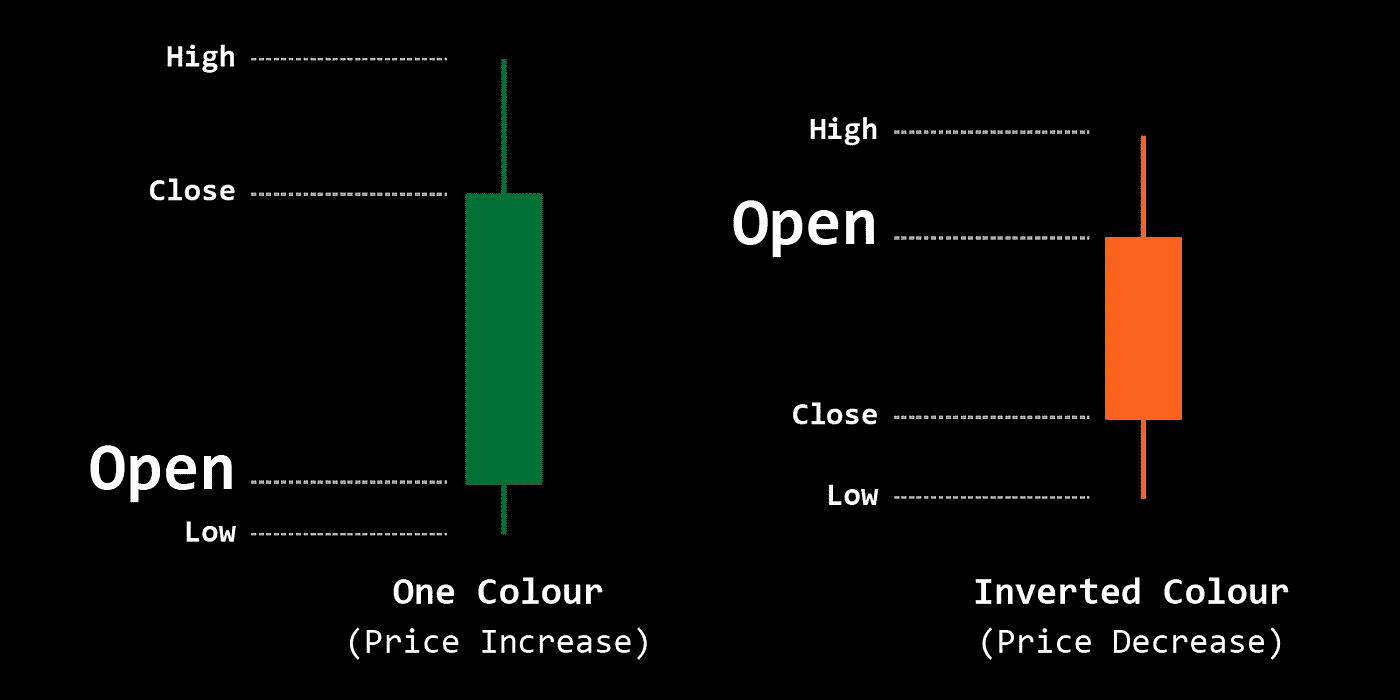 High
Close
Open
Low
One Colour
(Price Increase)
High
Open
Close
Low
Inverted Colour
(Price Decrease)